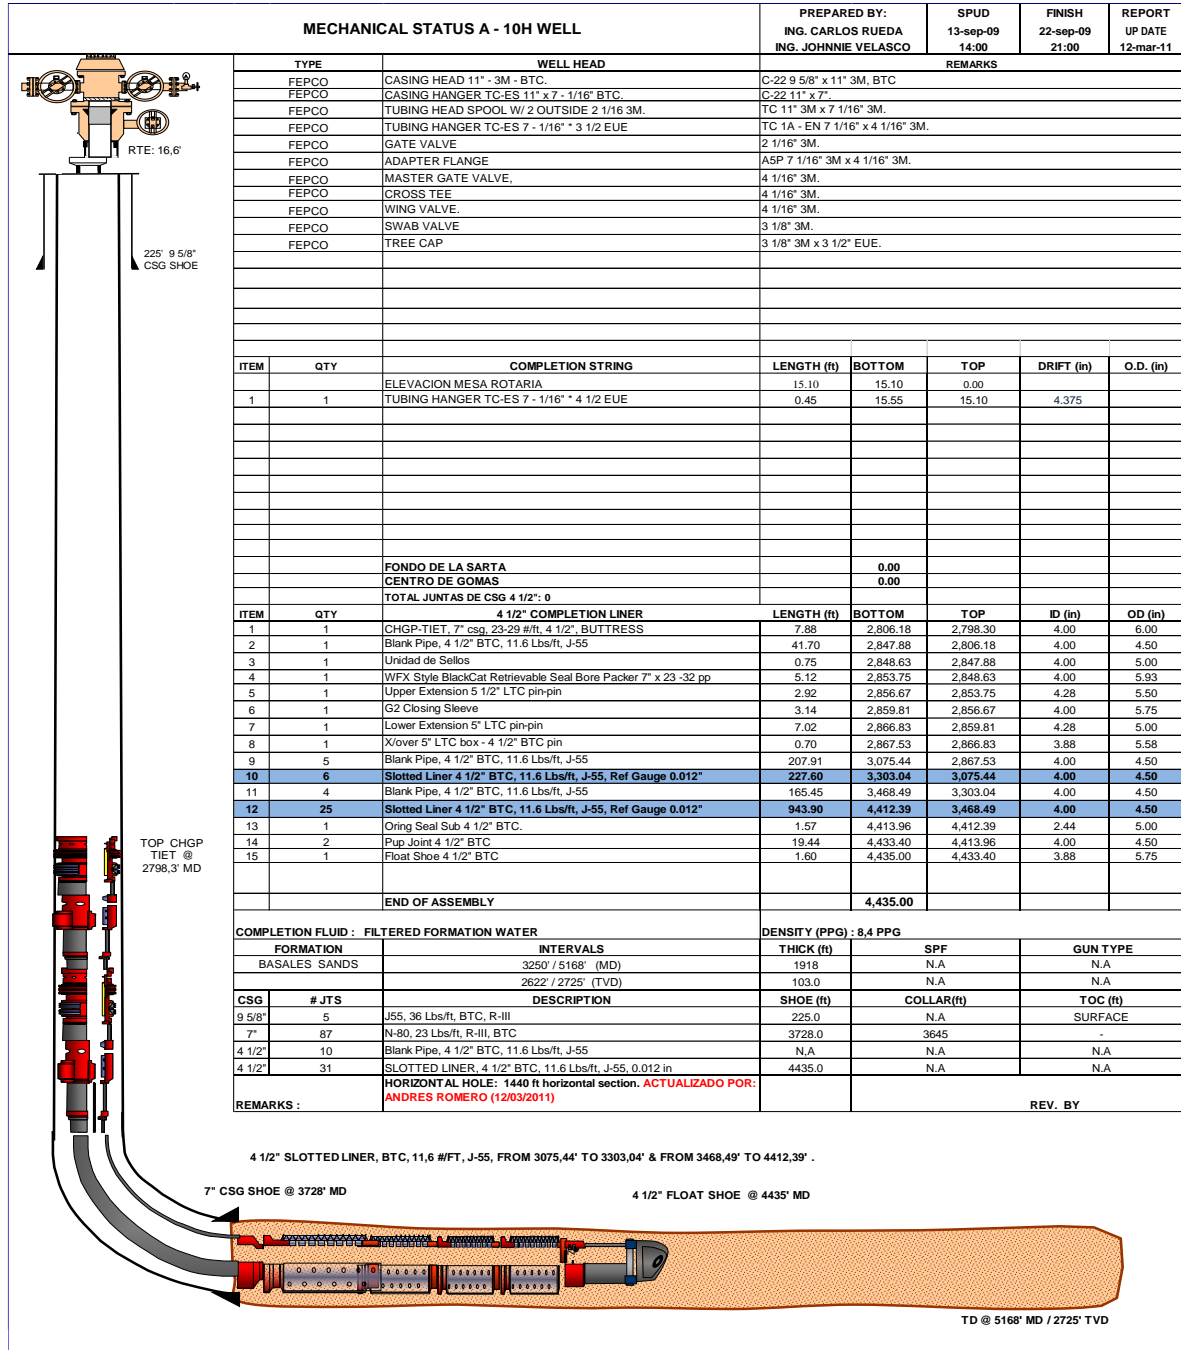 MECHANICAL STATUS A - 10H WELL
PREPARED BY: SPUD FINISH REPORT
ING. CARLOS RUEDA 13-sep-09 22-sep-09 UP DATE
ING. JOHNNIE VELASCO 14:00 21:00 12-mar-11
TYPE WELL HEAD REMARKS
FEPCO CASING HEAD 11" - 3M - BTC. C-22 9 5/8" x 11" 3M, BTC
FEPCO CASING HANGER TC-ES 11" x 7 - 1/16" BTC. C-22 11" x 7".
FEPCO TUBING HEAD SPOOL W/ 2 OUTSIDE 2 1/16 3M. TC 11" 3M x 7 1/16" 3M.
FEPCO TUBING HANGER TC-ES 7 - 1/16" * 3 1/2 EUE TC 1A - EN 7 1/16" x 4 1/16" 3M.
FEPCO GATE VALVE 2 1/16" 3M.
FEPCO ADAPTER FLANGE A5P 7 1/16" 3M x 4 1/16" 3M.
FEPCO MASTER GATE VALVE, 4 1/16" 3M.
FEPCO CROSS TEE 4 1/16" 3M.
FEPCO WING VALVE. 4 1/16" 3M.
FEPCO SWAB VALVE 3 1/8" 3M.
FEPCO TREE CAP 3 1/8" 3M x 3 1/2" EUE.
RTE: 16,6'
225' 9 5/8"
CSG SHOE
ITEM QTY COMPLETION STRING LENGTH (ft) BOTTOM TOP DRIFT (in) O.D. (in)
ELEVACION MESA ROTARIA 15.10 15.10 0.00
1 1 TUBING HANGER TC-ES 7 - 1/16" * 4 1/2 EUE 0.45 15.55 15.10 4.375
FONDO DE LA SARTA 0.00
CENTRO DE GOMAS 0.00
TOTAL JUNTAS DE CSG 4 1/2": 0
ITEM QTY 4 1/2" COMPLETION LINER LENGTH (ft) BOTTOM TOP ID (in) OD (in)
1 1 CHGP-TIET, 7" csg, 23-29 #/ft, 4 1/2", BUTTRESS 7.88 2,806.18 2,798.30 4.00 6.00
2 1 Blank Pipe, 4 1/2" BTC, 11.6 Lbs/ft, J-55 41.70 2,847.88 2,806.18 4.00 4.50
3 1 Unidad de Sellos 0.75 2,848.63 2,847.88 4.00 5.00
4 1 WFX Style BlackCat Retrievable Seal Bore Packer 7" x 23 -32 pp 5.12 2,853.75 2,848.63 4.00 5.93
5 1 Upper Extension 5 1/2" LTC pin-pin 2.92 2,856.67 2,853.75 4.28 5.50
6 1 G2 Closing Sleeve 3.14 2,859.81 2,856.67 4.00 5.75
7 1 Lower Extension 5" LTC pin-pin 7.02 2,866.83 2,859.81 4.28 5.00
8 1 X/over 5" LTC box - 4 1/2" BTC pin 0.70 2,867.53 2,866.83 3.88 5.58
9 5 Blank Pipe, 4 1/2" BTC, 11.6 Lbs/ft, J-55 207.91 3,075.44 2,867.53 4.00 4.50
10 6 Slotted Liner 4 1/2" BTC, 11.6 Lbs/ft, J-55, Ref Gauge 0.012" 227.60 3,303.04 3,075.44 4.00 4.50
11 4 Blank Pipe, 4 1/2" BTC, 11.6 Lbs/ft, J-55 165.45 3,468.49 3,303.04 4.00 4.50
12 25 Slotted Liner 4 1/2" BTC, 11.6 Lbs/ft, J-55, Ref Gauge 0.012" 943.90 4,412.39 3,468.49 4.00 4.50
13 1 Oring Seal Sub 4 1/2" BTC. 1.57 4,413.96 4,412.39 2.44 5.00
14 2 Pup Joint 4 1/2" BTC 19.44 4,433.40 4,413.96 4.00 4.50
15 1 Float Shoe 4 1/2" BTC 1.60 4,435.00 4,433.40 3.88 5.75
TOP CHGP
TIET @
2798,3' MD
END OF ASSEMBLY 4,435.00
COMPLETION FLUID : FILTERED FORMATION WATER DENSITY (PPG) : 8,4 PPG
FORMATION INTERVALS THICK (ft) SPF GUN TYPE
BASALES SANDS 3250' / 5168' (MD) 1918 N.A N.A
2622' / 2725' (TVD) 103.0 N.A N.A
CSG # JTS DESCRIPTION SHOE (ft) COLLAR(ft) TOC (ft)
9 5/8" 5 J55, 36 Lbs/ft, BTC, R-III 225.0 N.A SURFACE
7" 87 N-80, 23 Lbs/ft, R-III, BTC 3728.0 3645 -
4 1/2" 10 Blank Pipe, 4 1/2" BTC, 11.6 Lbs/ft, J-55 N,A N.A N.A
4 1/2" 31 SLOTTED LINER, 4 1/2" BTC, 11.6 Lbs/ft, J-55, 0.012 in 4435.0 N.A N.A
HORIZONTAL HOLE: 1440 ft horizontal section. ACTUALIZADO POR:
ANDRES ROMERO (12/03/2011)
REMARKS : REV. BY
4 1/2" SLOTTED LINER, BTC, 11,6 #/FT, J-55, FROM 3075,44' TO 3303,04' & FROM 3468,49' TO 4412,39' .
7" CSG SHOE @ 3728' MD
4 1/2" FLOAT SHOE @ 4435' MD
TD @ 5168' MD / 2725' TVD